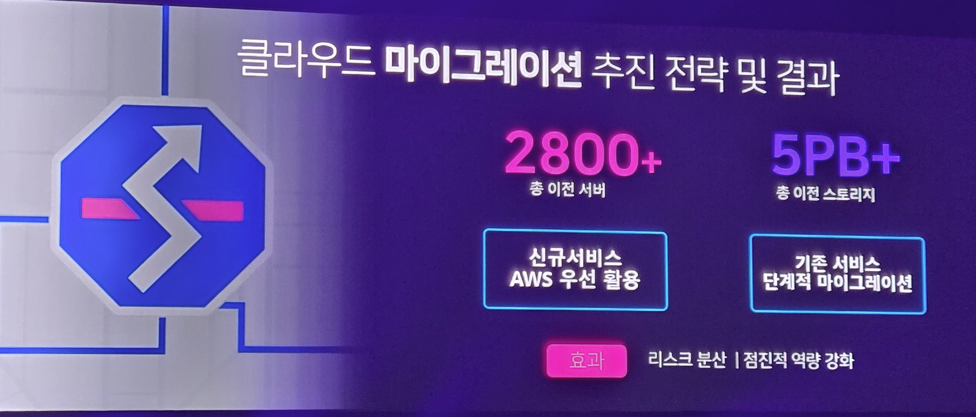 클라우드 마이그레이션 추진 전략 및 결과
2800+
총 이전 서버
5PB+
총 이전 스토리지
신규서비스
AWS 우선 활용
기존 서비스
단계적 마이그레이션
효과 리스크 분산 | 점진적 역량 강화